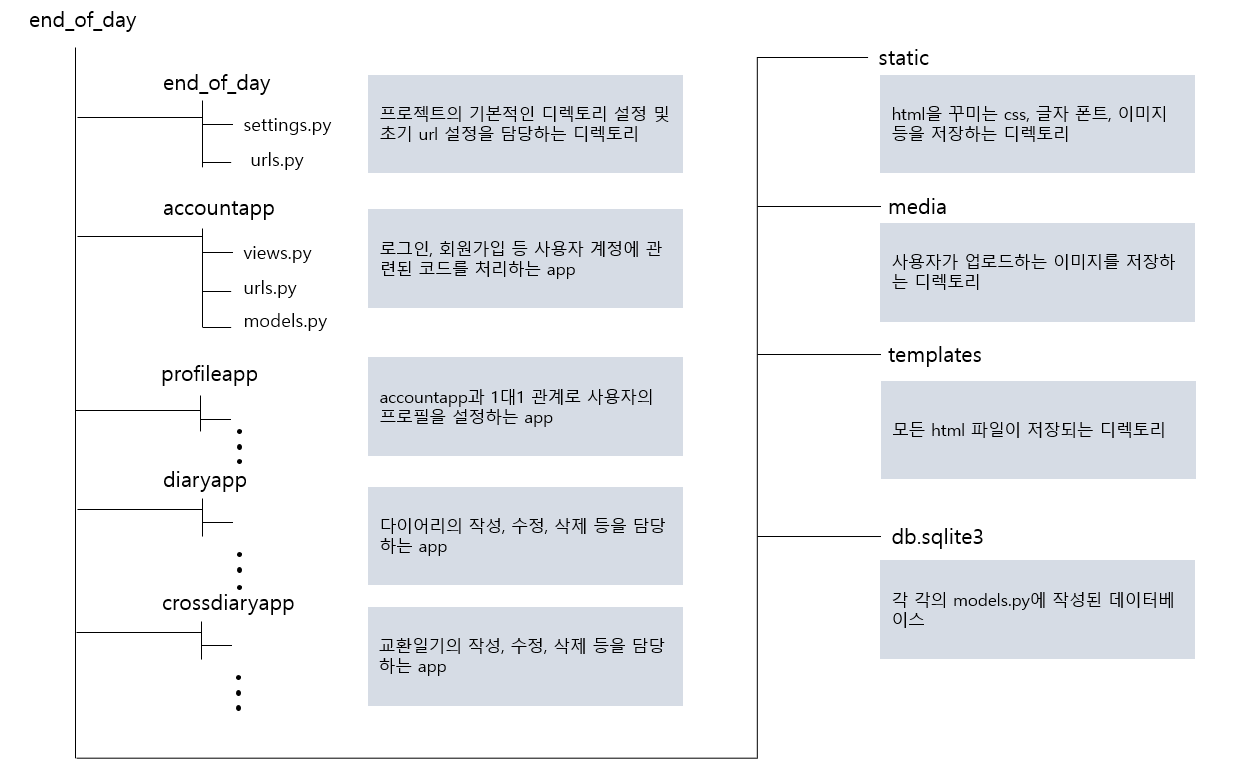 end_of_day
end_of_day
settings.py
urls.py
프로젝트의 기본적인 디렉토리 설정 및
초기 url 설정을 담당하는 디렉토리
accountapp
views.py
urls.py
models.py
로그인, 회원가입 등 사용자 계정에 관
련된 코드를 처리하는 app
profileapp
accountapp과 1대1 관계로 사용자의
프로필을 설정하는 app
diaryapp
다이어리의 작성, 수정, 삭제 등을 담당
하는 app
crossdiaryapp
교환일기의 작성, 수정, 삭제 등을 담당
하는 app
static
html을 꾸미는 css, 글자 폰트, 이미지
등을 저장하는 디렉토리
media
사용자가 업로드하는 이미지를 저장하
는 디렉토리
templates
모든 html 파일이 저장되는 디렉토리
db.sqlite3
각 각의 models.py에 작성된 데이터베
이스